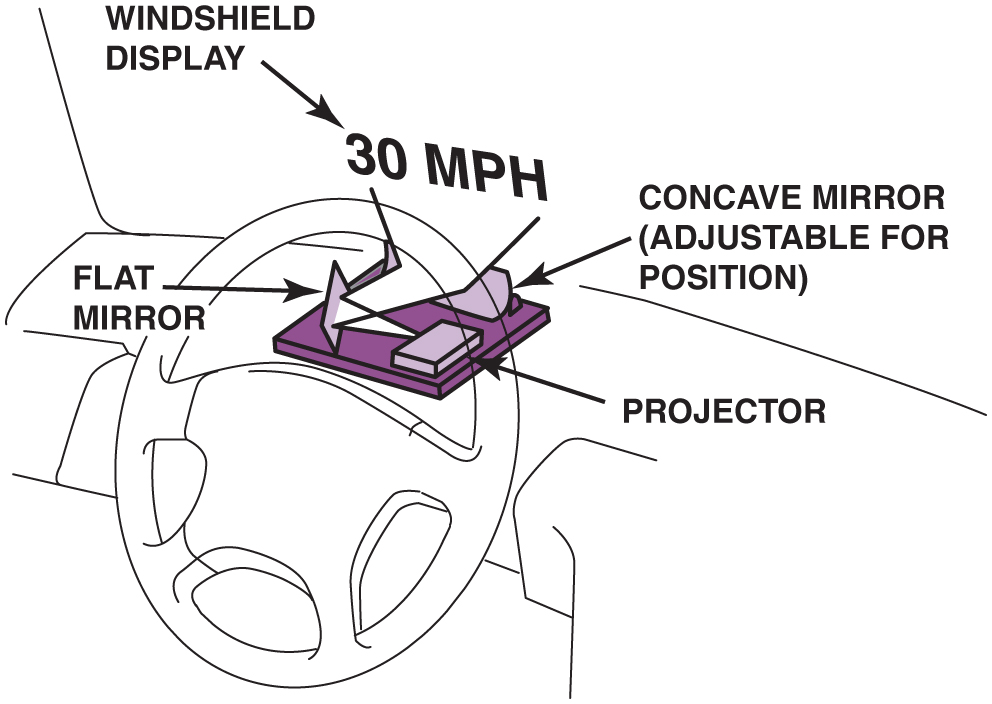 WINDSHIELD
DISPLAY
30 MPH
CONCAVE MIRROR
(ADJUSTABLE FOR
POSITION)
FLAT
MIRROR
PROJECTOR